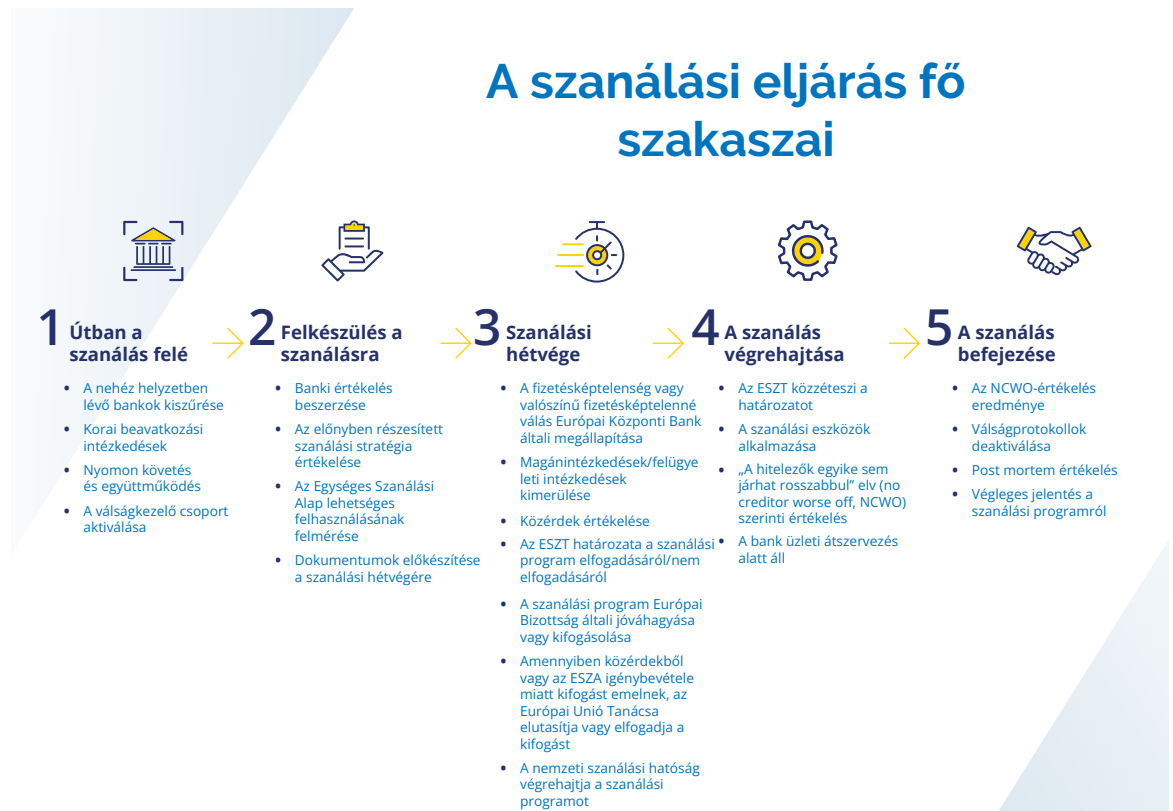 A szanálási eljárás fő
szakaszai
1 Útban a
szanálás felé
• A nehéz helyzetben
lévő bankok kiszűrése
• Korai beavatkozási
intézkedések
• Nyomon követés
és együttműködés
• A válságkezelő csoport
aktiválása
2 Felkészülés a
szanálásra
• Banki értékelés
beszerzése
• Az előnyben részesített
szanálási stratégia
értékelése
• Az Egységes Szanálási
Alap lehetséges
felhasználásának
felmérése
• Dokumentumok előkészítése
a szanálási hétvégére
3 Szanálási
hétvége
• A fizetésképtelenség vagy
valószínű fizetésképtelenné
válás Európai Központi Bank
általi megállapítása
• Magánintézkedések/felügye
leti intézkedések
kimerülése
• Közérdek értékelése
• Az ESZT határozata a szanálási
program elfogadásáról/nem
elfogadásáról
• A szanálási program Európai
Bizottság általi jóváhagyása
vagy kifogásolása
• Amennyiben közérdekből
vagy az ESZA igénybevétele
miatt kifogást emelnek, az
Európai Unió Tanácsa
elutasítja vagy elfogadja a
kifogást
• A nemzeti szanálási hatóság
végrehajtja a szanálási
programot
4 A szanálás
végrehajtása
• Az ESZT közzéteszi a
határozatot
• A szanálási eszközök
alkalmazása
• „A hitelezők egyike sem
járhat rosszabbul” elv (no
creditor worse off, NCWO)
szerinti értékelés
• A bank üzleti átszervezés
alatt áll
5 A szanálás
befejezése
• Az NCWO-értékelés
eredménye
• Válságprotokollok
deaktiválása
• Post mortem értékelés
• Végleges jelentés a
szanálási programról